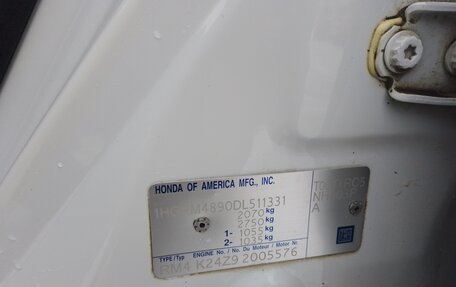 HONDA OF AMERICA MFG., INC.
2070 kg
2750 kg
1- 1055 kg
2- 1035 kg
A
TYPE/Typ ENGINE No. / No Du Moteur / Motor Nr.
RM4 K24Z9 2005576